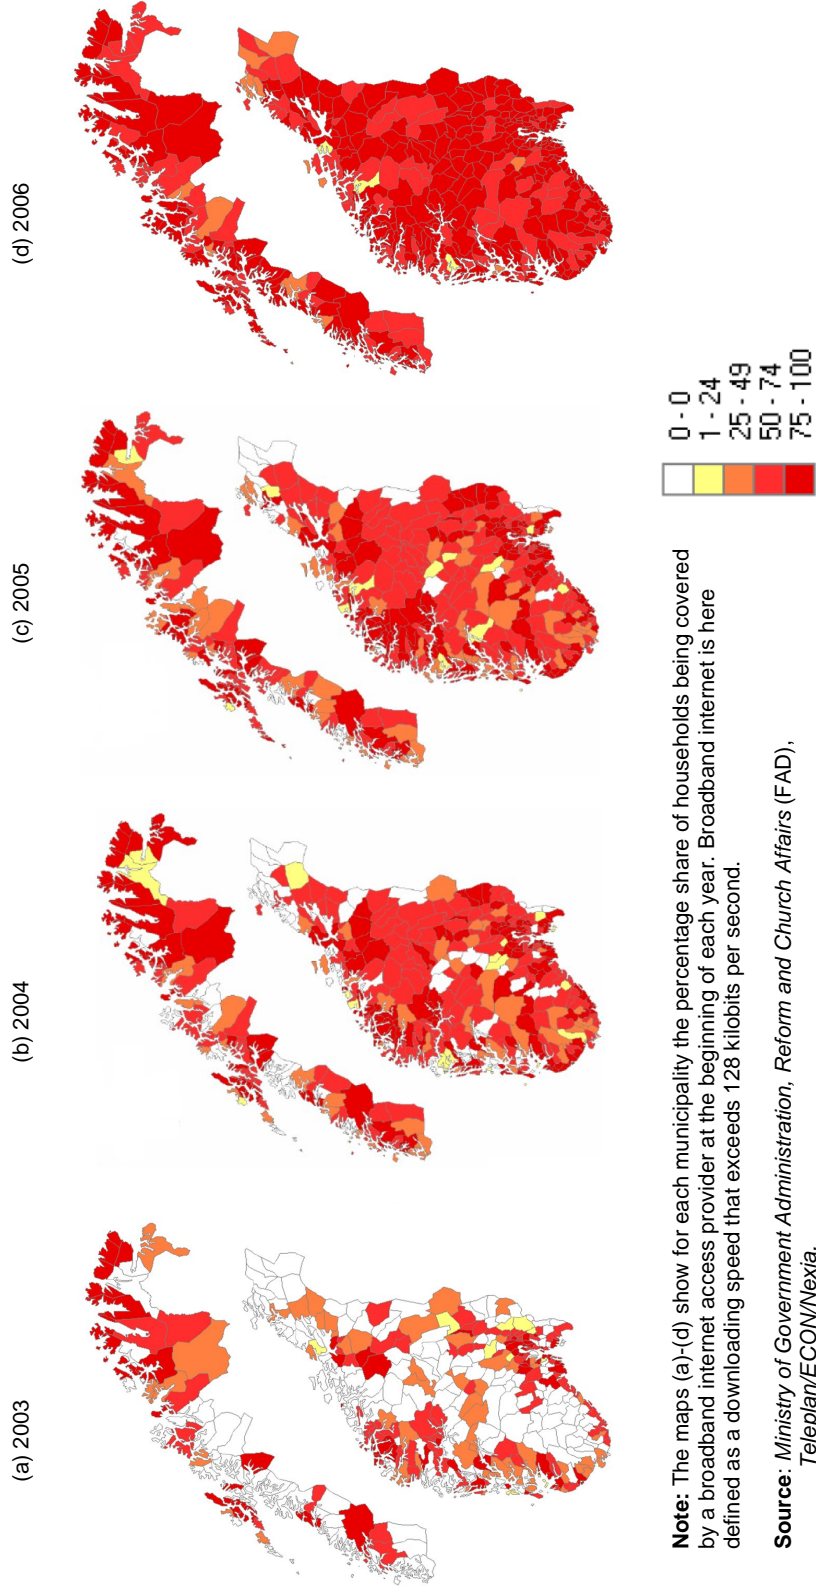 (a) 2003
(b) 2004
(c) 2005
(d) 2006
0 - 0
1 - 24
25 - 49
50 - 74
75 - 100
Note: The maps (a)-(d) show for each municipality the percentage share of households being covered
by a broadband internet access provider at the beginning of each year. Broadband internet is here
defined as a downloading speed that exceeds 128 kilobits per second.
Source: Ministry of Government Administration, Reform and Church Affairs (FAD),
Teleplan/ECON/Nexia.